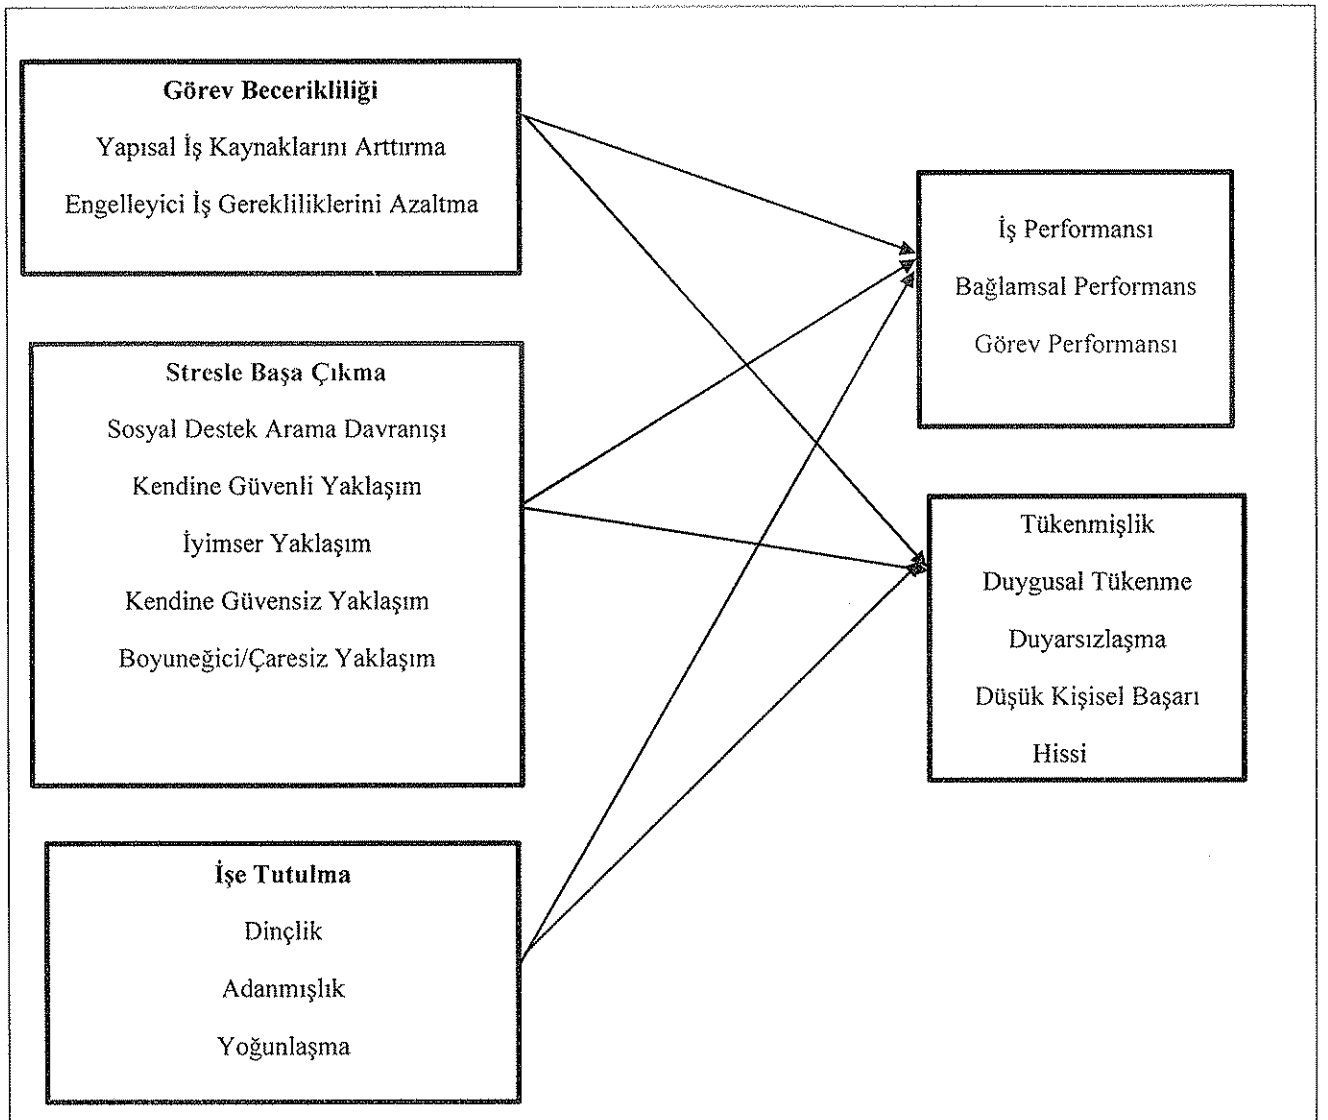 Görev Becerikliliği
Yapısal İş Kaynaklarını Arttırma
Engelleyici İş Gerekliliklerini Azaltma
Stresle Başa Çıkma
Sosyal Destek Arama Davranışı
Kendine Güvenli Yaklaşım
İyimser Yaklaşım
Kendine Güvensiz Yaklaşım
Boyuneğici/Çaresiz Yaklaşım
İşe Tutulma
Dinçlik
Adanmışlık
Yoğunlaşma
İş Performansı
Bağlamsal Performans
Görev Performansı
Tükenmişlik
Duygusal Tükenme
Duyarsızlaşma
Düşük Kişisel Başarı
Hissi